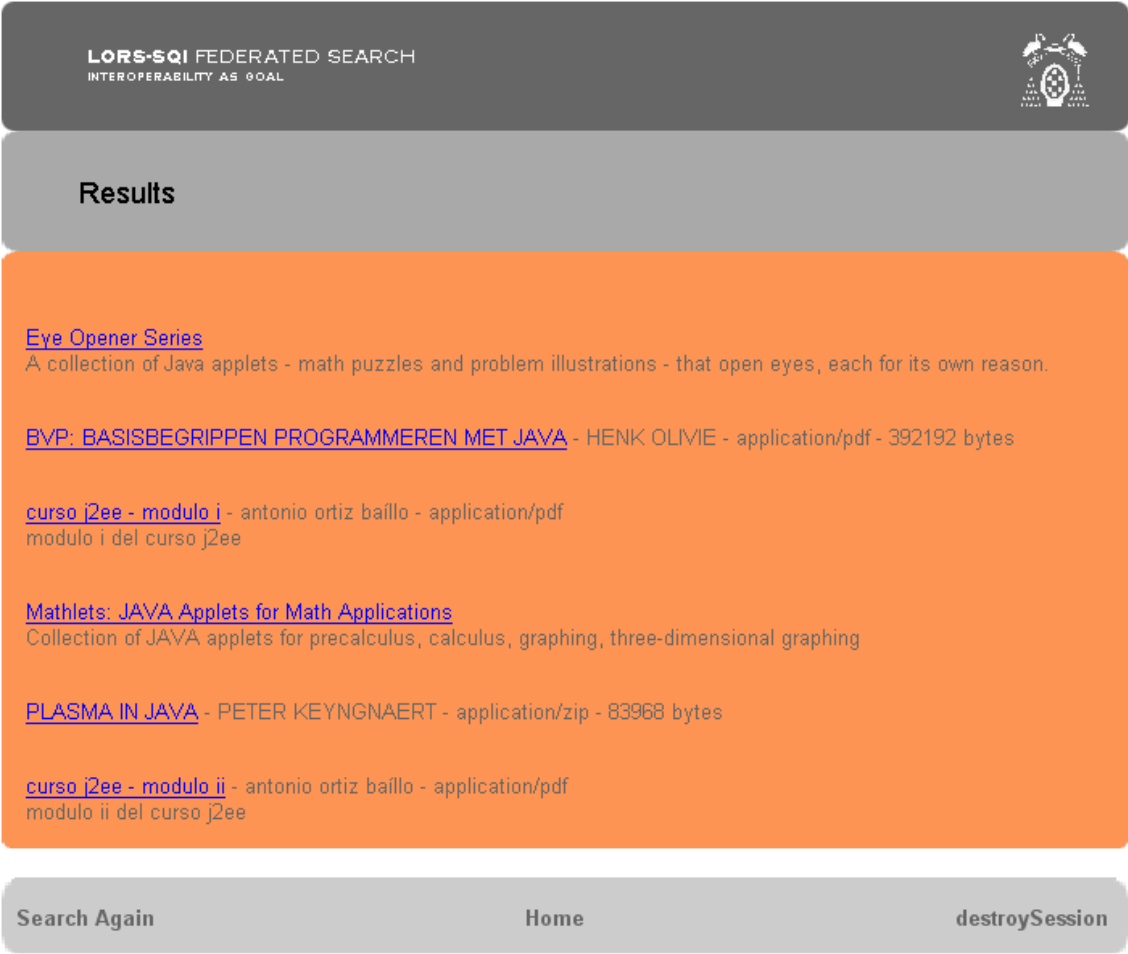 LORS-SQI FEDERATED SEARCH
INTEROPERABILITY AS GOAL
Results
Eye Opener Series
A collection of Java applets - math puzzles and problem illustrations - that open eyes, each for its own reason.
BVP: BASISBEGRIPPEN PROGRAMMEREN MET JAVA - HENK OLIVIE - application/pdf - 392192 bytes
curso j2ee - modulo i - antonio ortiz baíllo - application/pdf
modulo i del curso j2ee
Mathlets: JAVA Applets for Math Applications
Collection of JAVA applets for precalculus, calculus, graphing, three-dimensional graphing
PLASMA IN JAVA - PETER KEYNGNAERT - application/zip - 83968 bytes
curso j2ee - modulo ii - antonio ortiz baíllo - application/pdf
modulo ii del curso j2ee
Search Again Home destroySession